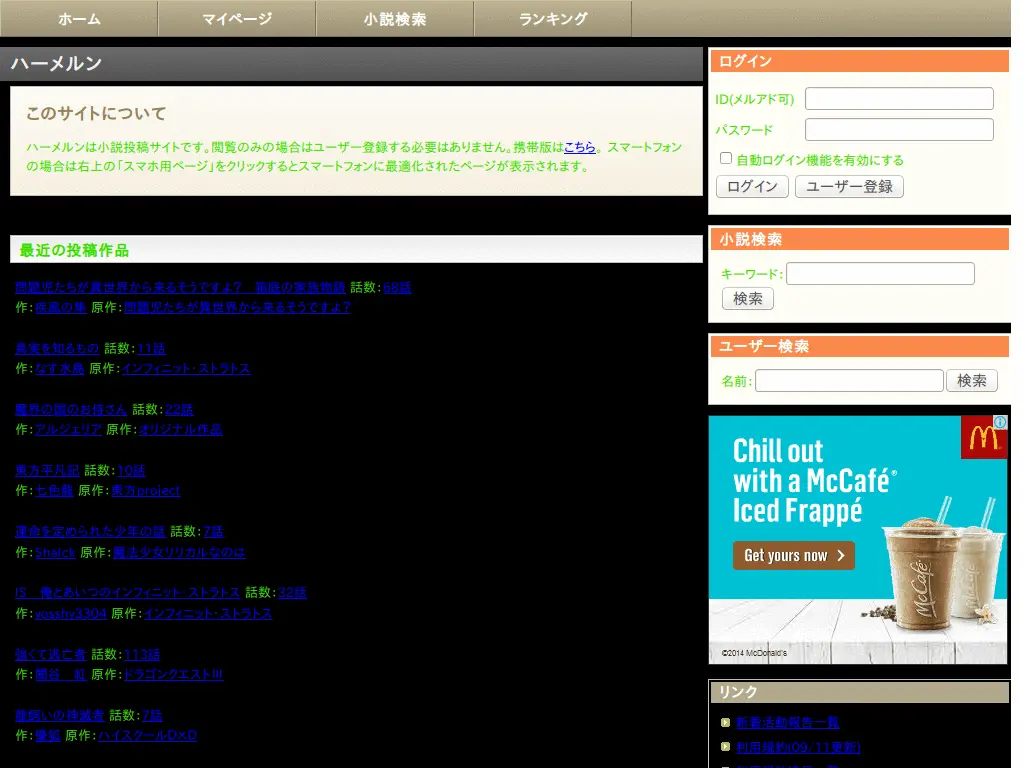 ホーム マイページ 小説検索 ランキング
ハーメルン
このサイトについて
ハーメルンは小説投稿サイトです。閲覧のみの場合はユーザー登録する必要はありません。携帯版はこちら。 スマートフォン
の場合は右上の「スマホ用ページ」をクリックするとスマートフォンに最適化されたページが表示されます。
最近の投稿作品
問題児たちが異世界から来るそうですよ？ 箱庭の家族物語 話数：68話
作：疾風の隼 原作：問題児たちが異世界から来るそうですよ？
真実を知るもの 話数：11話
作：なす水鳥 原作：インフィニット・ストラトス
魔界の国のお侍さん 話数：22話
作：アルジェリア 原作：オリジナル作品
東方平凡記 話数：10話
作：七色龍 原作：東方project
運命を定められた少年の話 話数：7話
作：Shalck 原作：魔法少女リリカルなのは
IS 俺とあいつのインフィニット・ストラトス 話数：32話
作：yosshy3304 原作：インフィニット・ストラトス
強くて逃亡者 話数：113話
作：闇谷 紅 原作：ドラゴンクエストIII
話数：7話
作： 原作：ハイスクールD×D
ログイン
ID(メルアド可)
パスワード
自動ログイン機能を有効にする
ログイン ユーザー登録
小説検索
キーワード：
検索
ユーザー検索
名前： 検索
Chill out
with a McCafé®
Iced Frappé
Get yours now
McCafé
McCafé
©2014 McDonald's
リンク
新着活動報告一覧
利用規約(09/11更新)